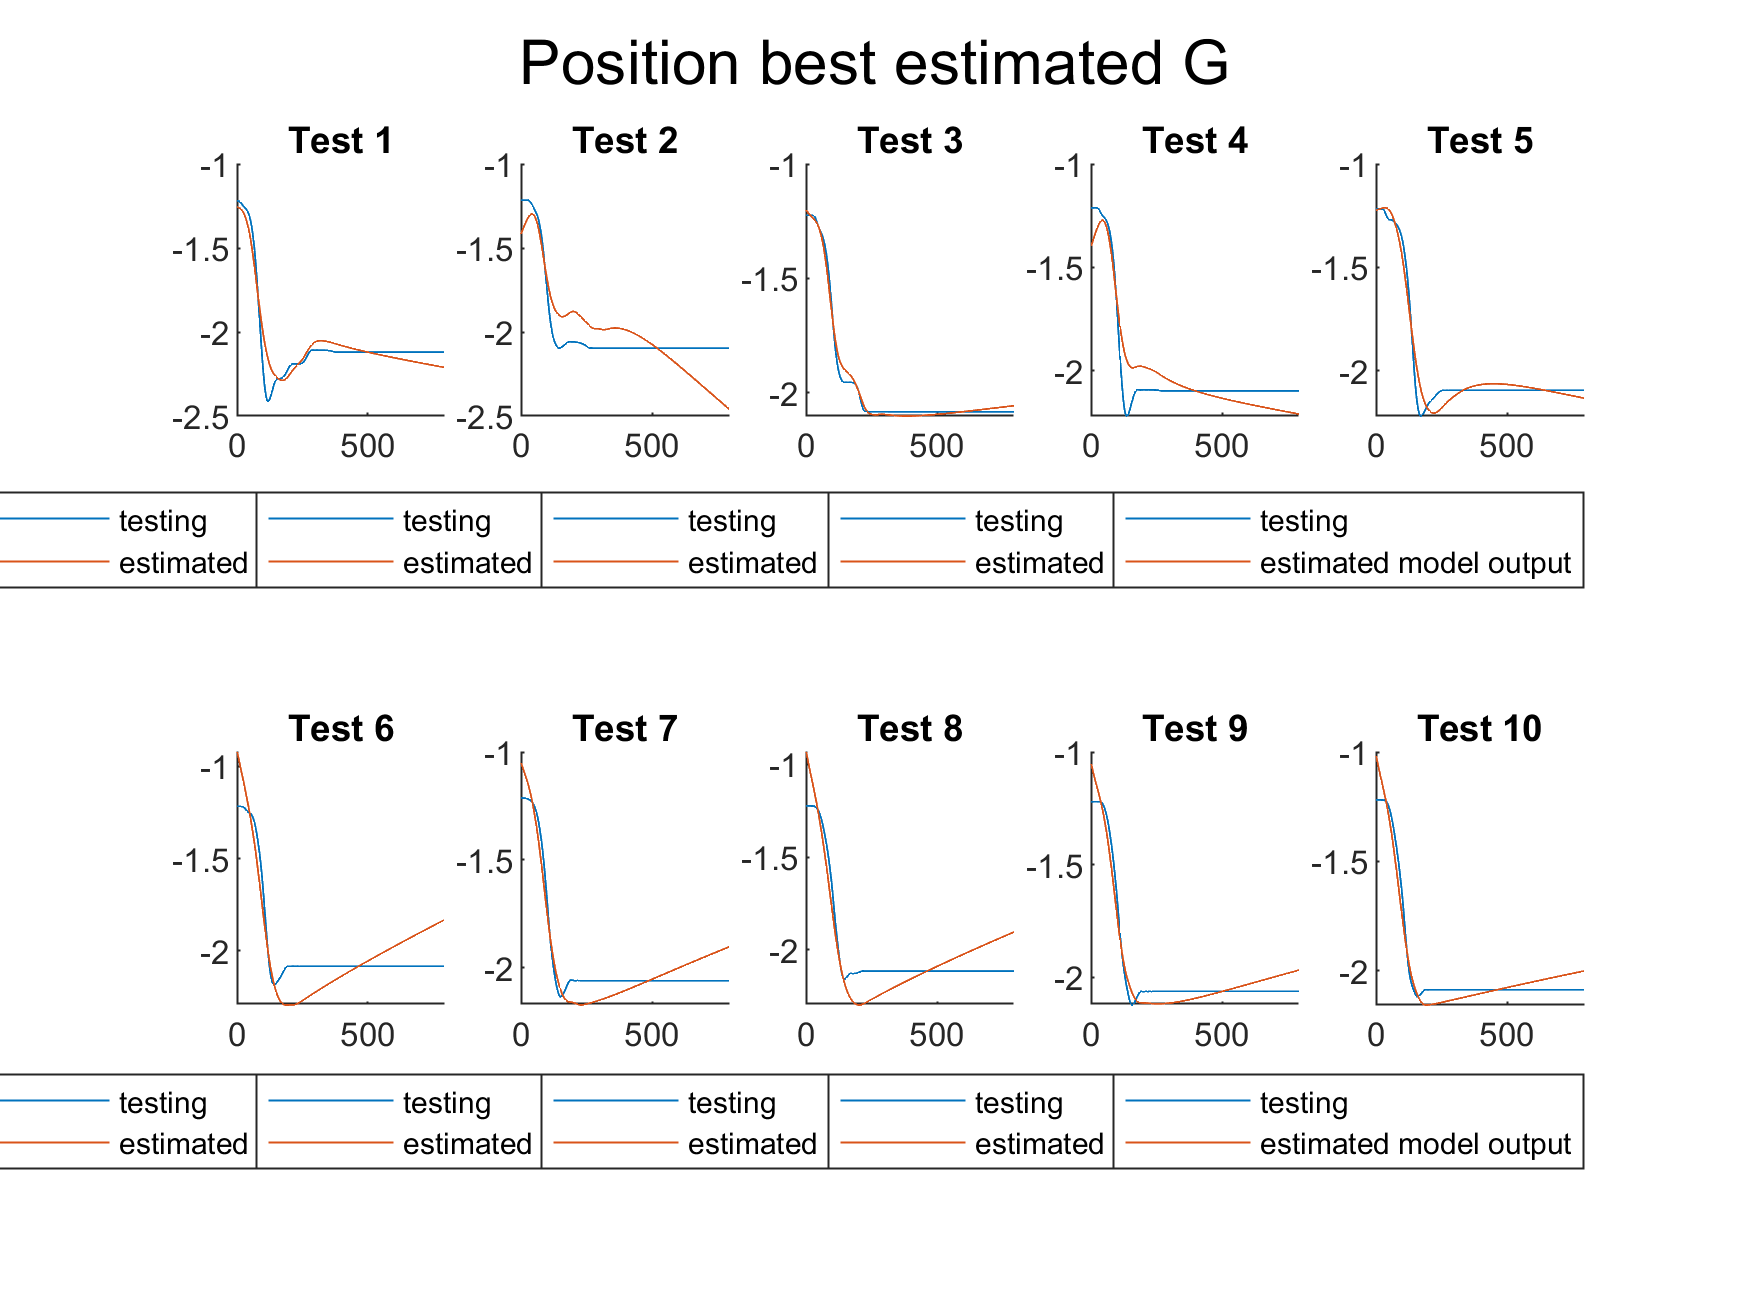 Position best estimated G
Test 1 Test 2 Test 3 Test 4 Test 5
-1 -1 -1 -1 -1
-1.5 -1.5 -1.5 -1.5 -1.5
-2 -2 -2 -2 -2
-2.5 -2.5
0 500 0 500 0 500 0 500 0 500
testing testing testing testing testing
estimated estimated estimated estimated estimated model output
Test 6 Test 7 Test 8 Test 9 Test 10
-1 -1 -1 -1 -1
-1.5 -1.5 -1.5 -1.5 -1.5
-2 -2 -2 -2 -2
0 500 0 500 0 500 0 500 0 500
testing testing testing testing testing
estimated estimated estimated estimated estimated model output